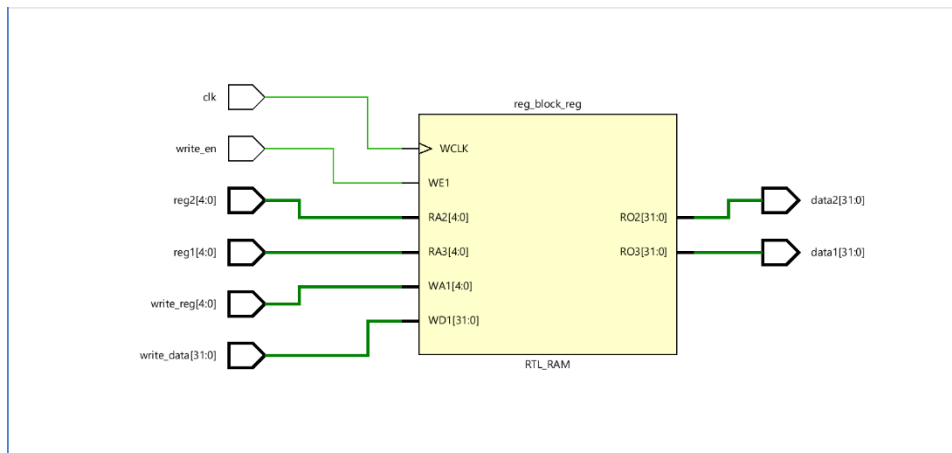 reg_block_reg
clk
WCLK
write_en
WE1
reg2[4:0]
RA2[4:0]
RO2[31:0]
data2[31:0]
reg1[4:0]
RA3[4:0]
RO3[31:0]
data1[31:0]
write_reg[4:0]
WA1[4:0]
write_data[31:0]
WD1[31:0]
RTL_RAM